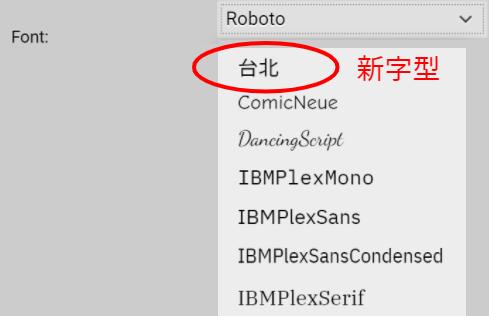 Roboto
Font:
台北 新字型
ComicNeue
DancingScript
IBMPlexMono
IBMPlexSans
IBMPlexSansCondensed
IBMPlexSerif